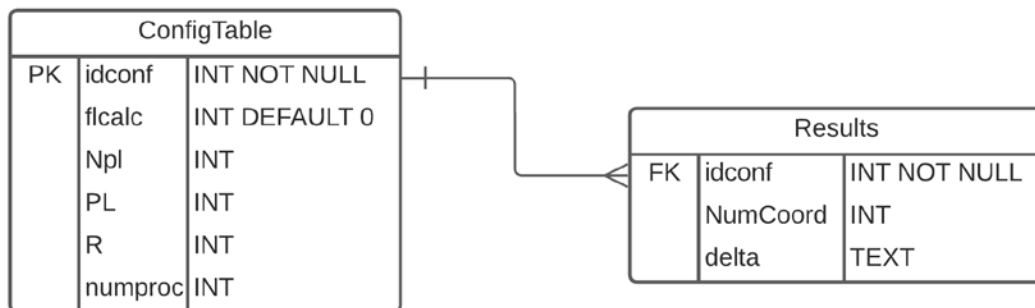 ConfigTable
PK idconf INT NOT NULL
flcalc INT DEFAULT 0
Npl INT
PL INT
R INT
numproc INT
Results
FK idconf INT NOT NULL
NumCoord INT
delta TEXT